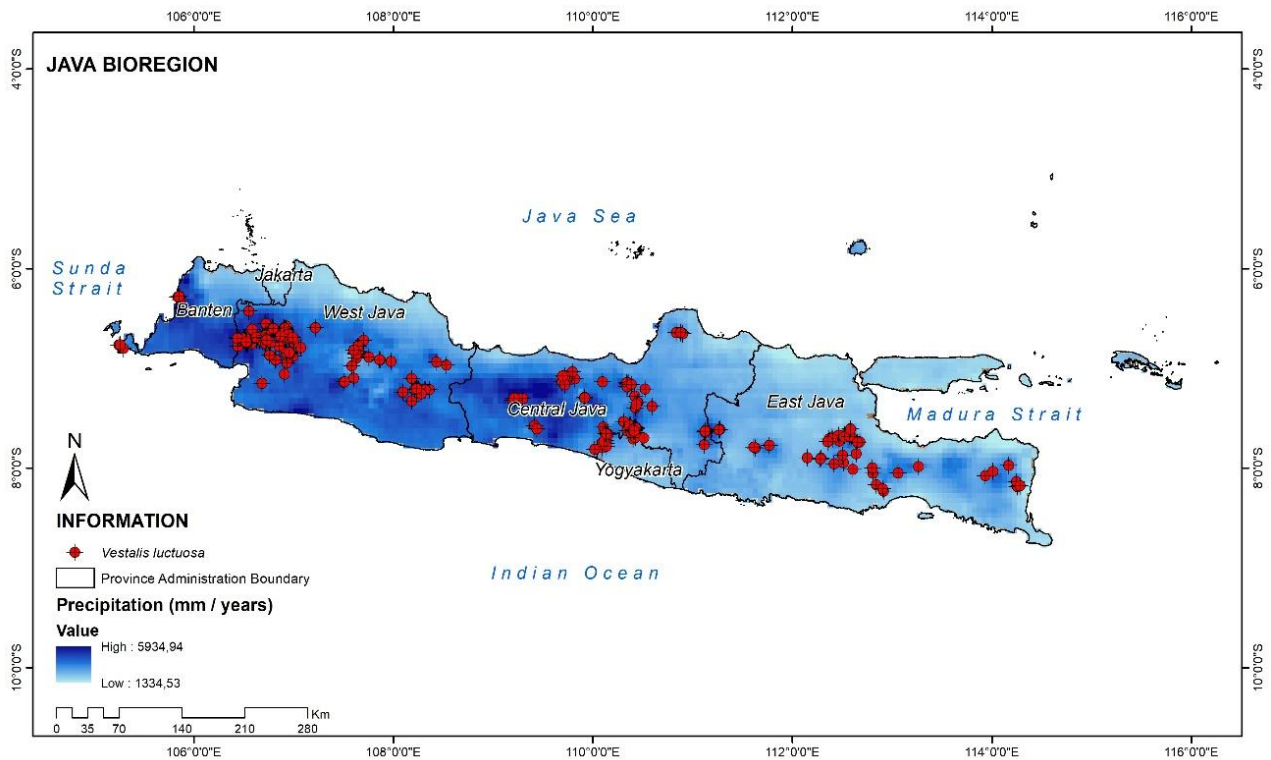 106°0'0"E 108°0'0"E 110°0'0"E 112°0'0"E 114°0'0"E 116°0'0"E
JAVA BIOREGION
4°0'0"S 4°0'0"S
Java Sea
Sunda
Strait
6°0'0"S 6°0'0"S
Jakarta
Banten
West Java
Central Java
East Java
Madura Strait
Yogyakarta
8°0'0"S 8°0'0"S
N
INFORMATION
Vestalis luctuosa
Province Administration Boundary
Indian Ocean
Precipitation (mm / years)
Value
High : 5934,94
Low : 1334,53
10°0'0"S 10°0'0"S
Km
0 35 70 140 210 280
106°0'0"E 108°0'0"E 110°0'0"E 112°0'0"E 114°0'0"E 116°0'0"E